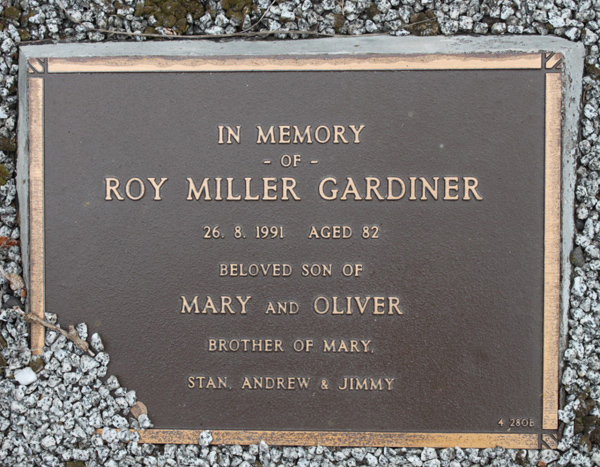 IN MEMORY
- OF -
ROY MILLER GARDINER
26. 8. 1991 AGED 82
BELOVED SON OF
MARY AND OLIVER
BROTHER OF MARY,
STAN, ANDREW & JIMMY
4 280E